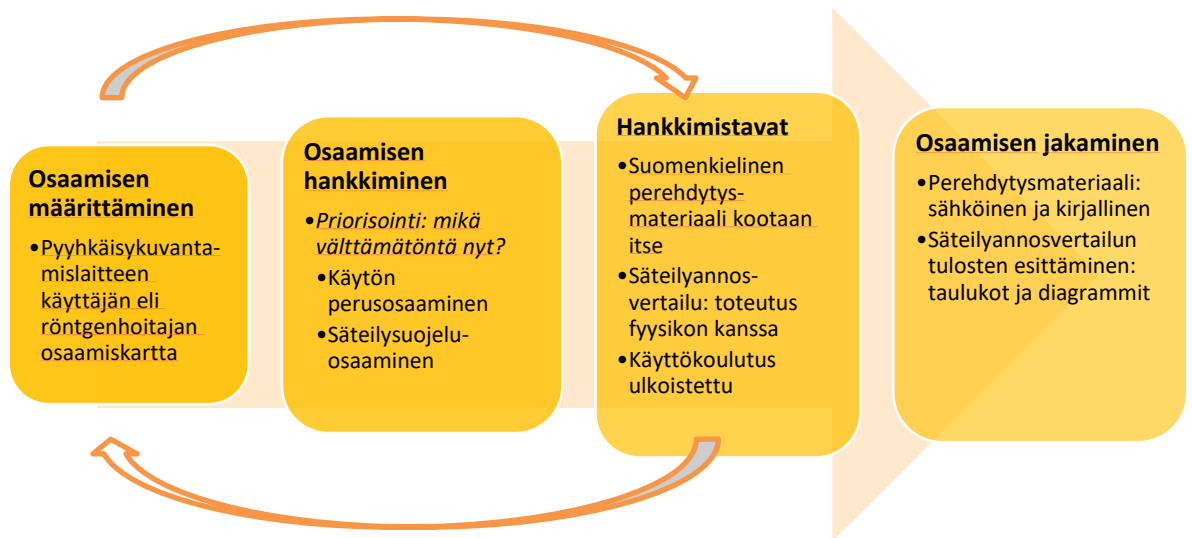 Osaamisen
määrittäminen
•Pyyhkäisykuvanta-
mislaitteen
käyttäjän eli
röntgenhoitajan
osaamiskartta
Osaamisen
hankkiminen
•Priorisointi: mikä
välttämätöntä nyt?
•Käytön
perusosaaminen
•Säteilysuojelu-
osaaminen
Hankkimistavat
•Suomenkielinen
perehdytys-
materiaali kootaan
itse
•Säteilyannos-
vertailu: toteutus
fyysikon kanssa
•Käyttökoulutus
ulkoistettu
Osaamisen jakaminen
•Perehdytysmateriaali:
sähköinen ja kirjallinen
•Säteilyannosvertailun
tulosten esittäminen:
taulukot ja diagrammit